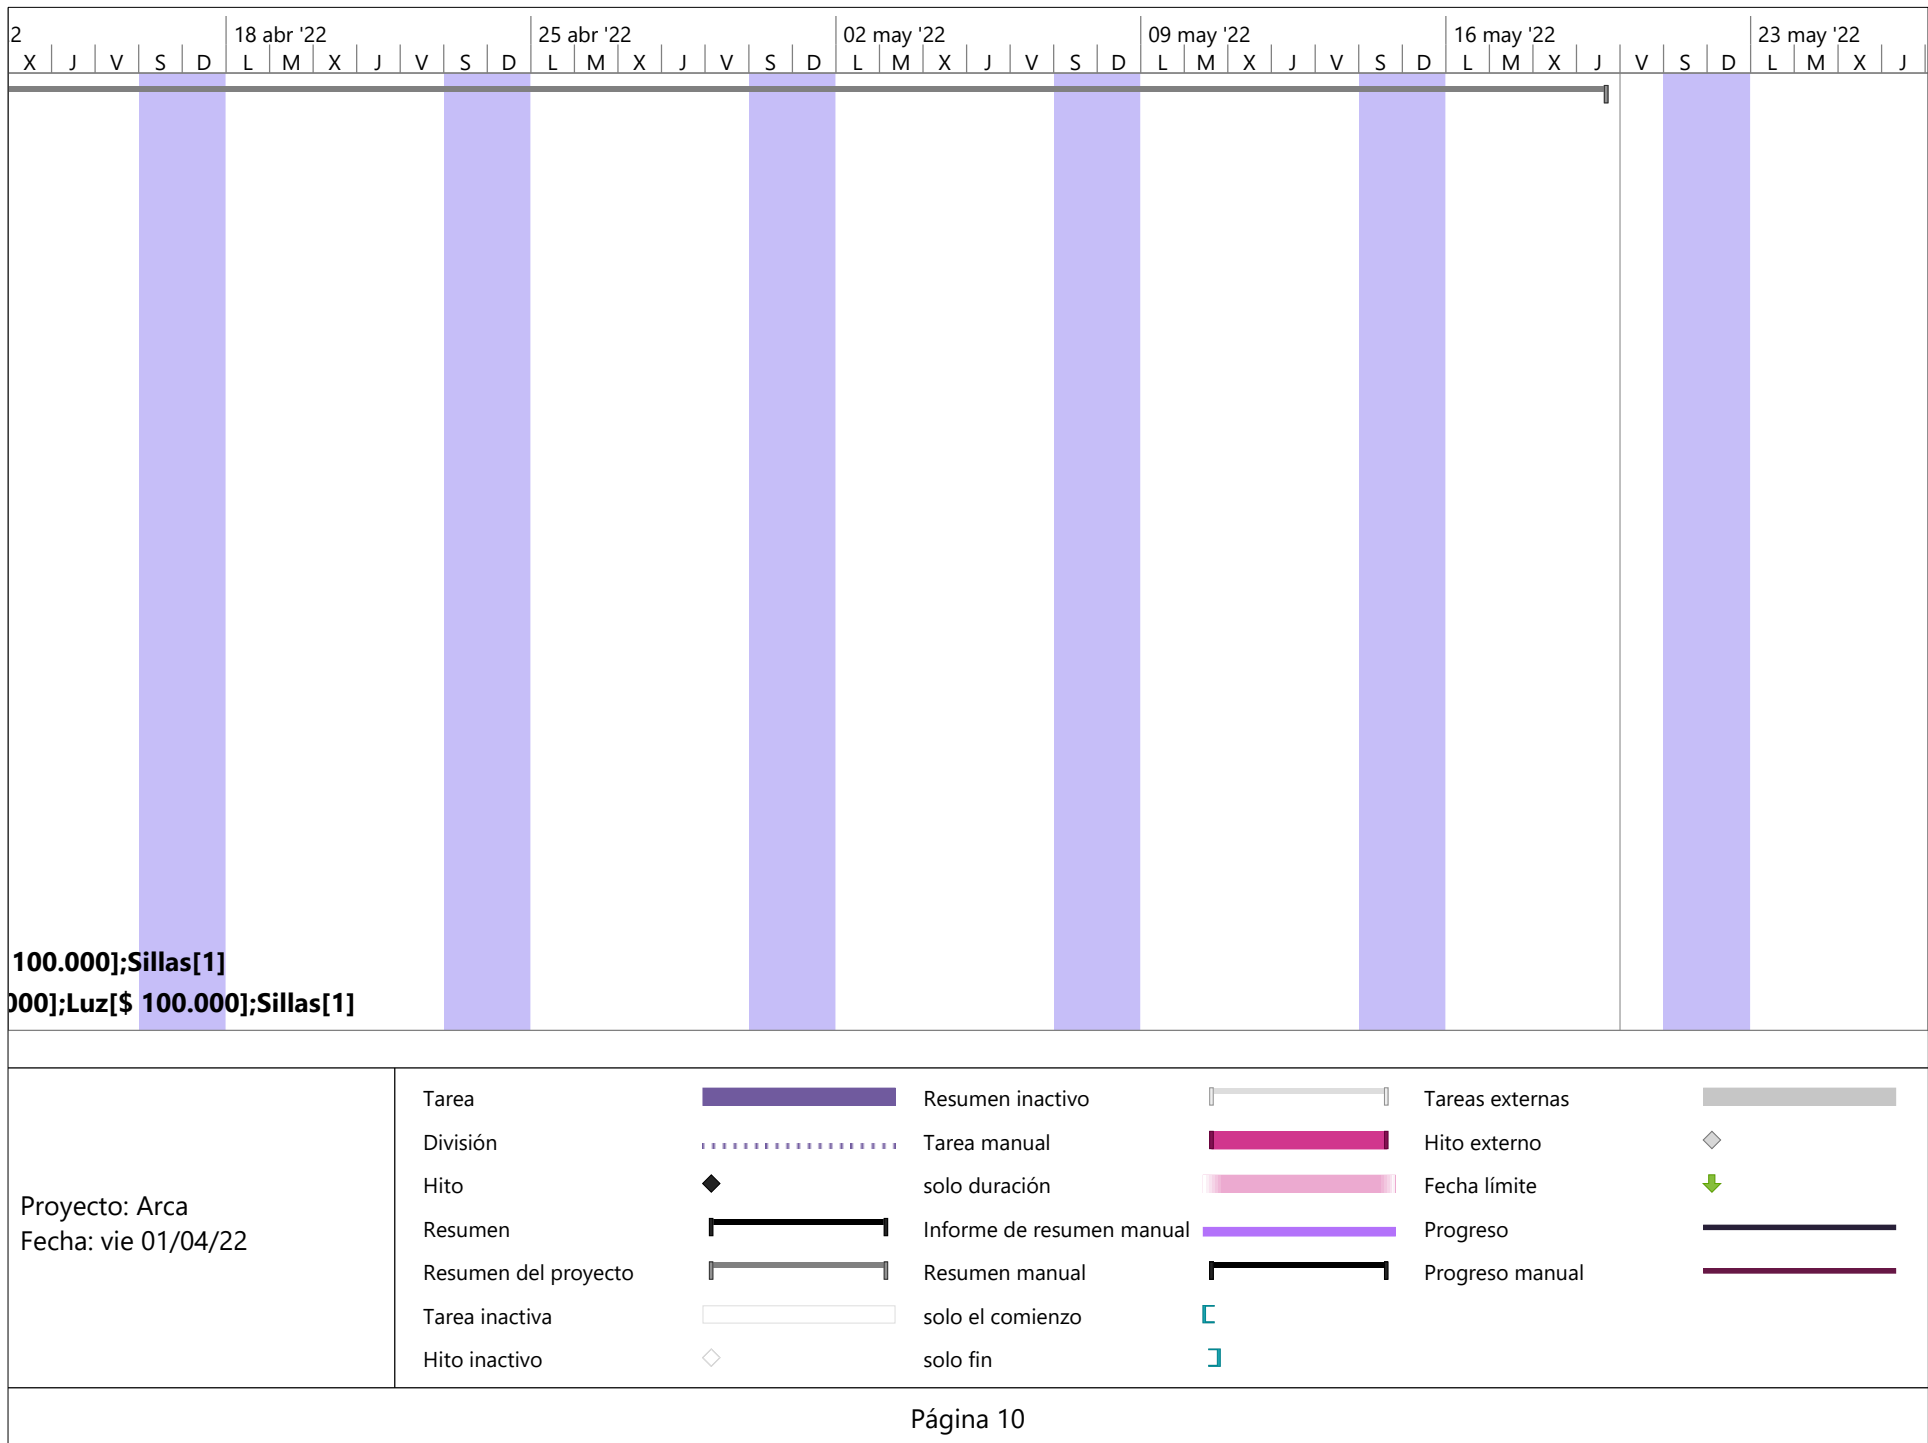 2 18 abr '22 25 abr '22 02 may '22 09 may '22 16 may '22 23 may '22
X J V S D L M X J V S D L M X J V S D L M X J V S D L M X J V S D L M X J V S D L M X J
100.000];Sillas[1]
000];Luz[$ 100.000];Sillas[1]
Proyecto: Arca
Fecha: vie 01/04/22
Tarea
División
Hito
Resumen
Resumen del proyecto
Tarea inactiva
Hito inactivo
Resumen inactivo
Tarea manual
solo duración
Informe de resumen manual
Resumen manual
solo el comienzo
solo fin
Tareas externas
Hito externo
Fecha límite
Progreso
Progreso manual
Página 10